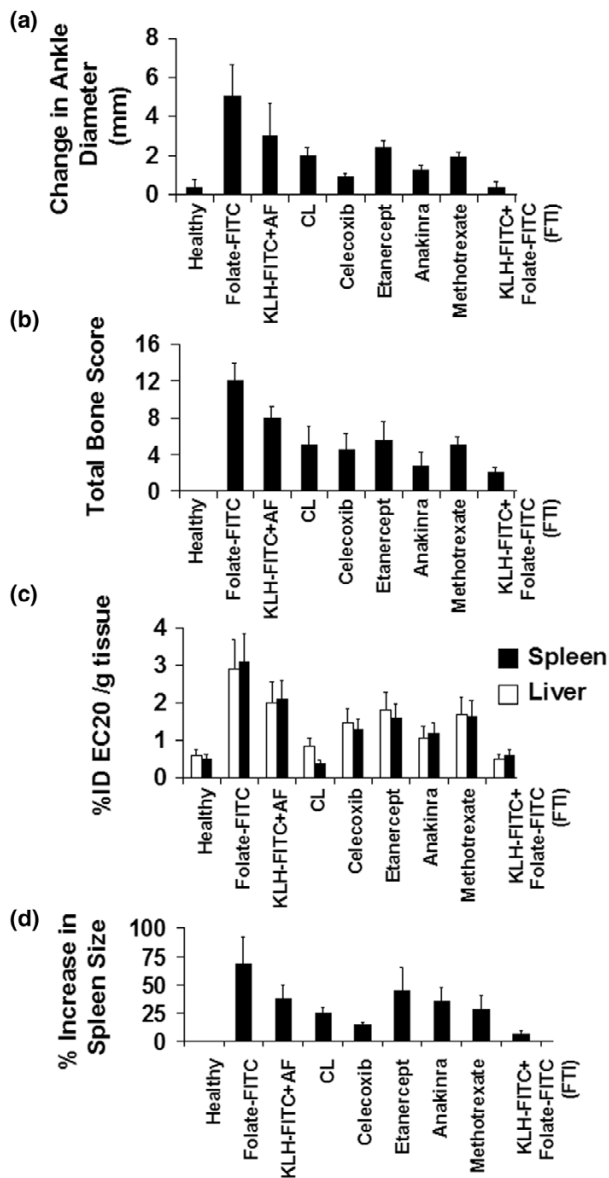 (a)
Change in Ankle
Diameter
(mm)
8
6
4
2
0
Healthy
Folate-FITC
KLH-FITC+AF
CL
Celecoxib
Etanercept
Anakinra
Methotrexate
KLH-FITC+
Folate-FITC
(FTI)
(b)
Total Bone Score
16
12
8
4
0
Healthy
Folate-FITC
KLH-FITC+AF
CL
Celecoxib
Etanercept
Anakinra
Methotrexate
KLH-FITC+
Folate-FITC
(FTI)
(c)
%ID EC20 /g tissue
4
3
2
1
0
Spleen
Liver
Healthy
Folate-FITC
KLH-FITC+AF
CL
Celecoxib
Etanercept
Anakinra
Methotrexate
KLH-FITC+
Folate-FITC
(FTI)
(d)
% Increase in
Spleen Size
100
75
50
25
0
Healthy
Folate-FITC
KLH-FITC+AF
CL
Celecoxib
Etanercept
Anakinra
Methotrexate
KLH-FITC+
Folate-FITC
(FTI)